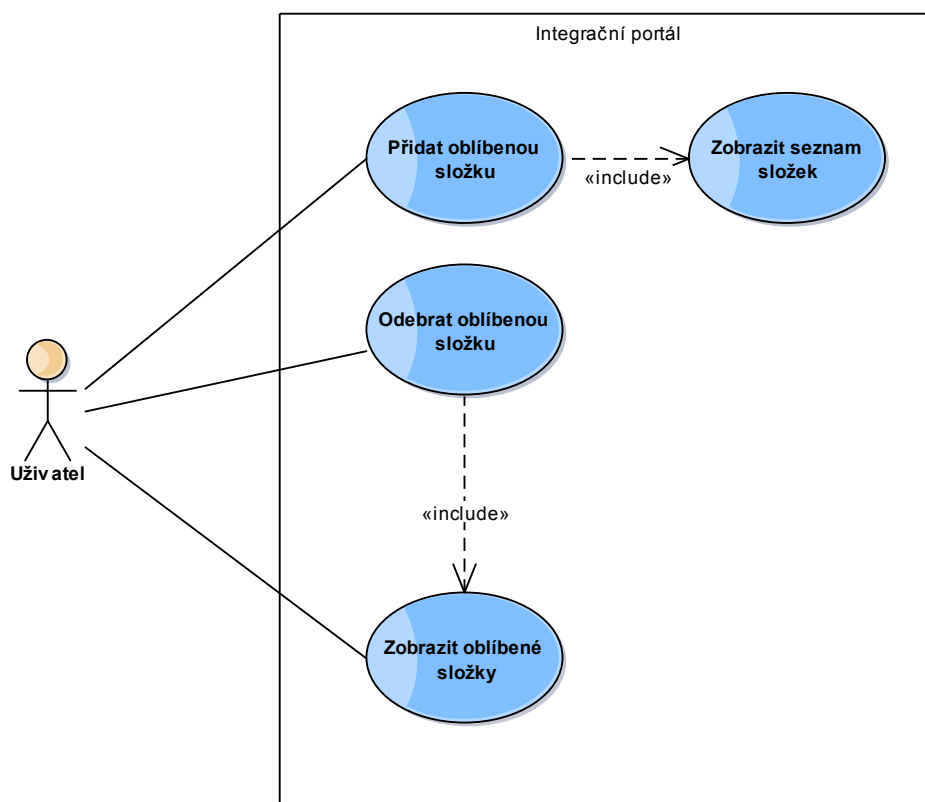 Integrační portál
Přidat oblíbenou
složku
«include»
Zobrazit seznam
složek
Odebrat oblíbenou
složku
Uživatel
«include»
Zobrazit oblíbené
složky